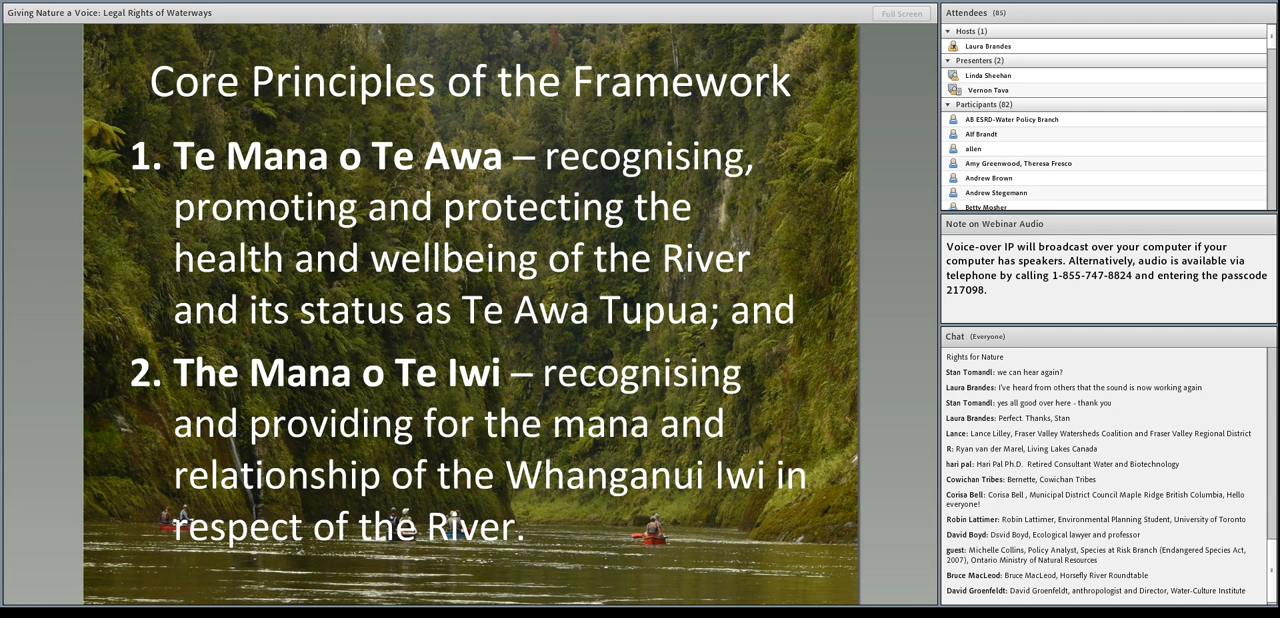 Giving Nature a Voice: Legal Rights of Waterways
Full Screen
Core Principles of the Framework
1. Te Mana o Te Awa – recognising,
promoting and protecting the
health and wellbeing of the River
and its status as Te Awa Tupua; and
2. The Mana o Te Iwi – recognising
and providing for the mana and
relationship of the Whanganui Iwi in
respect of the River.
Attendees (85)
Hosts (1)
Laura Brandes
Presenters (2)
Linda Sheehan
Vernon Tava
Participants (82)
AB ESRD-Water Policy Branch
Alf Brandt
allen
Amy Greenwood, Theresa Fresco
Andrew Brown
Andrew Stegemann
Betty Mosher
Note on Webinar Audio
Voice-over IP will broadcast over your computer if your
computer has speakers. Alternatively, audio is available via
telephone by calling 1-855-747-8824 and entering the passcode
217098.
Chat (Everyone)
Rights for Nature
Stan Tomandl: we can hear again?
Laura Brandes: I've heard from others that the sound is now working again
Stan Tomandl: yes all good over here - thank you
Laura Brandes: Perfect. Thanks, Stan
Lance: Lance Lilley, Fraser Valley Watersheds Coalition and Fraser Valley Regional District
R: Ryan van der Marel, Living Lakes Canada
hari pal: Hari Pal Ph.D. Retired Consultant Water and Biotechnology
Cowichan Tribes: Bernette, Cowichan Tribes
Corisa Bell: Corisa Bell , Municipal District Council Maple Ridge British Columbia, Hello
everyone!
Robin Lattimer: Robin Lattimer, Environmental Planning Student, University of Toronto
David Boyd: Dsvid Boyd, Ecological lawyer and professor
guest: Michelle Collins, Policy Analyst, Species at Risk Branch (Endangered Species Act,
2007), Ontario Ministry of Natural Resources
Bruce MacLeod: Bruce MacLeod, Horsefly River Roundtable
David Groenfeldt: David Groenfeldt, anthropologist and Director, Water-Culture Institute